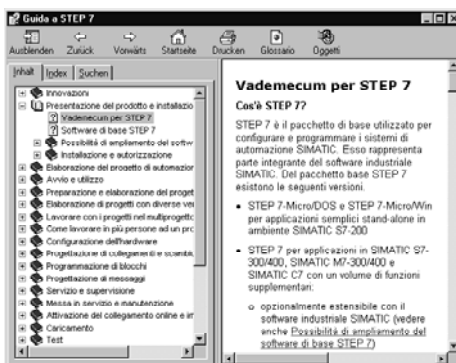 Guida a STEP 7
Ausblenden Zurück Vorwärts Startseite Drucken Glossario Oggetti
Inhalt Index Suchen
Innovazioni
Presentazione del prodotto e installazio
Vademecum per STEP 7
Software di base STEP 7
Possibilità di ampliamento del softw
Installazione e autorizzazione
Elaborazione del progetto di automazior
Avvio e utilizzo
Preparazione e elaborazione del proget
Elaborazione di progetti con diverse ver
Lavorare con i progetti nel multiprogetto
Come lavorare in più persone ad un pro
Configurazione dell'hardware
Progettazione di collegamenti e scambi
Programmazione di blocchi
Progettazione di messaggi
Servizio e supervisione
Messa in servizio e manutenzione
Attivazione del collegamento online e im
Caricamento
Test
Vademecum per STEP 7
Cos'è STEP 7?
STEP 7 è il pacchetto di base utilizzato per
configurare e programmare i sistemi di
automazione SIMATIC. Esso rappresenta
parte integrante del software industriale
SIMATIC. Del pacchetto base STEP 7
esistono le seguenti versioni.
• STEP 7-Micro/DOS e STEP 7-Micro/Win
per applicazioni semplici stand-alone in
ambiente SIMATIC S7-200
• STEP 7 per applicazioni in SIMATIC S7-
300/400, SIMATIC M7-300/400 e
SIMATIC C7 con un volume di funzioni
supplementari:
o opzionalmente estensibile con il
software industriale SIMATIC (vedere
anche Possibilità di ampliamento del
software di base STEP 7)